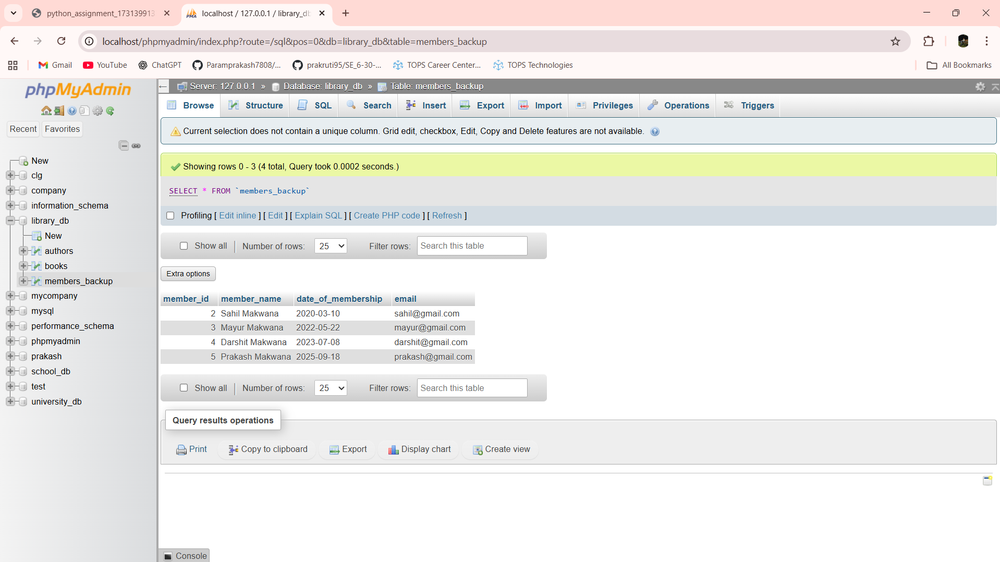 python_assignment_173139913
localhost / 127.0.0.1 / library_db
localhost/phpmyadmin/index.php?route=/sql&pos=0&db=library_db&table=members_backup
Gmail YouTube ChatGPT Paramprakash7808/... prakruti95/SE_6-30-... TOPS Career Center... TOPS Technologies All Bookmarks
phpMyAdmin
Recent Favorites
New
clg
company
information_schema
library_db
New
authors
books
members_backup
mycompany
mysql
performance_schema
phpmyadmin
prakash
school_db
test
university_db
Server: 127.0.0.1 » Database: library_db » Table: members_backup
Browse Structure SQL Search Insert Export Import Privileges Operations Triggers
Current selection does not contain a unique column. Grid edit, checkbox, Edit, Copy and Delete features are not available.
Showing rows 0 - 3 (4 total, Query took 0.0002 seconds.)
SELECT * FROM `members_backup`
Profiling [ Edit inline ] [ Edit ] [ Explain SQL ] [ Create PHP code ] [ Refresh ]
Show all Number of rows: 25 Filter rows: Search this table
Extra options
member_id member_name date_of_membership email
2 Sahil Makwana 2020-03-10 sahil@gmail.com
3 Mayur Makwana 2022-05-22 mayur@gmail.com
4 Darshit Makwana 2023-07-08 darshit@gmail.com
5 Prakash Makwana 2025-09-18 prakash@gmail.com
Show all Number of rows: 25 Filter rows: Search this table
Query results operations
Print Copy to clipboard Export Display chart Create view
Console